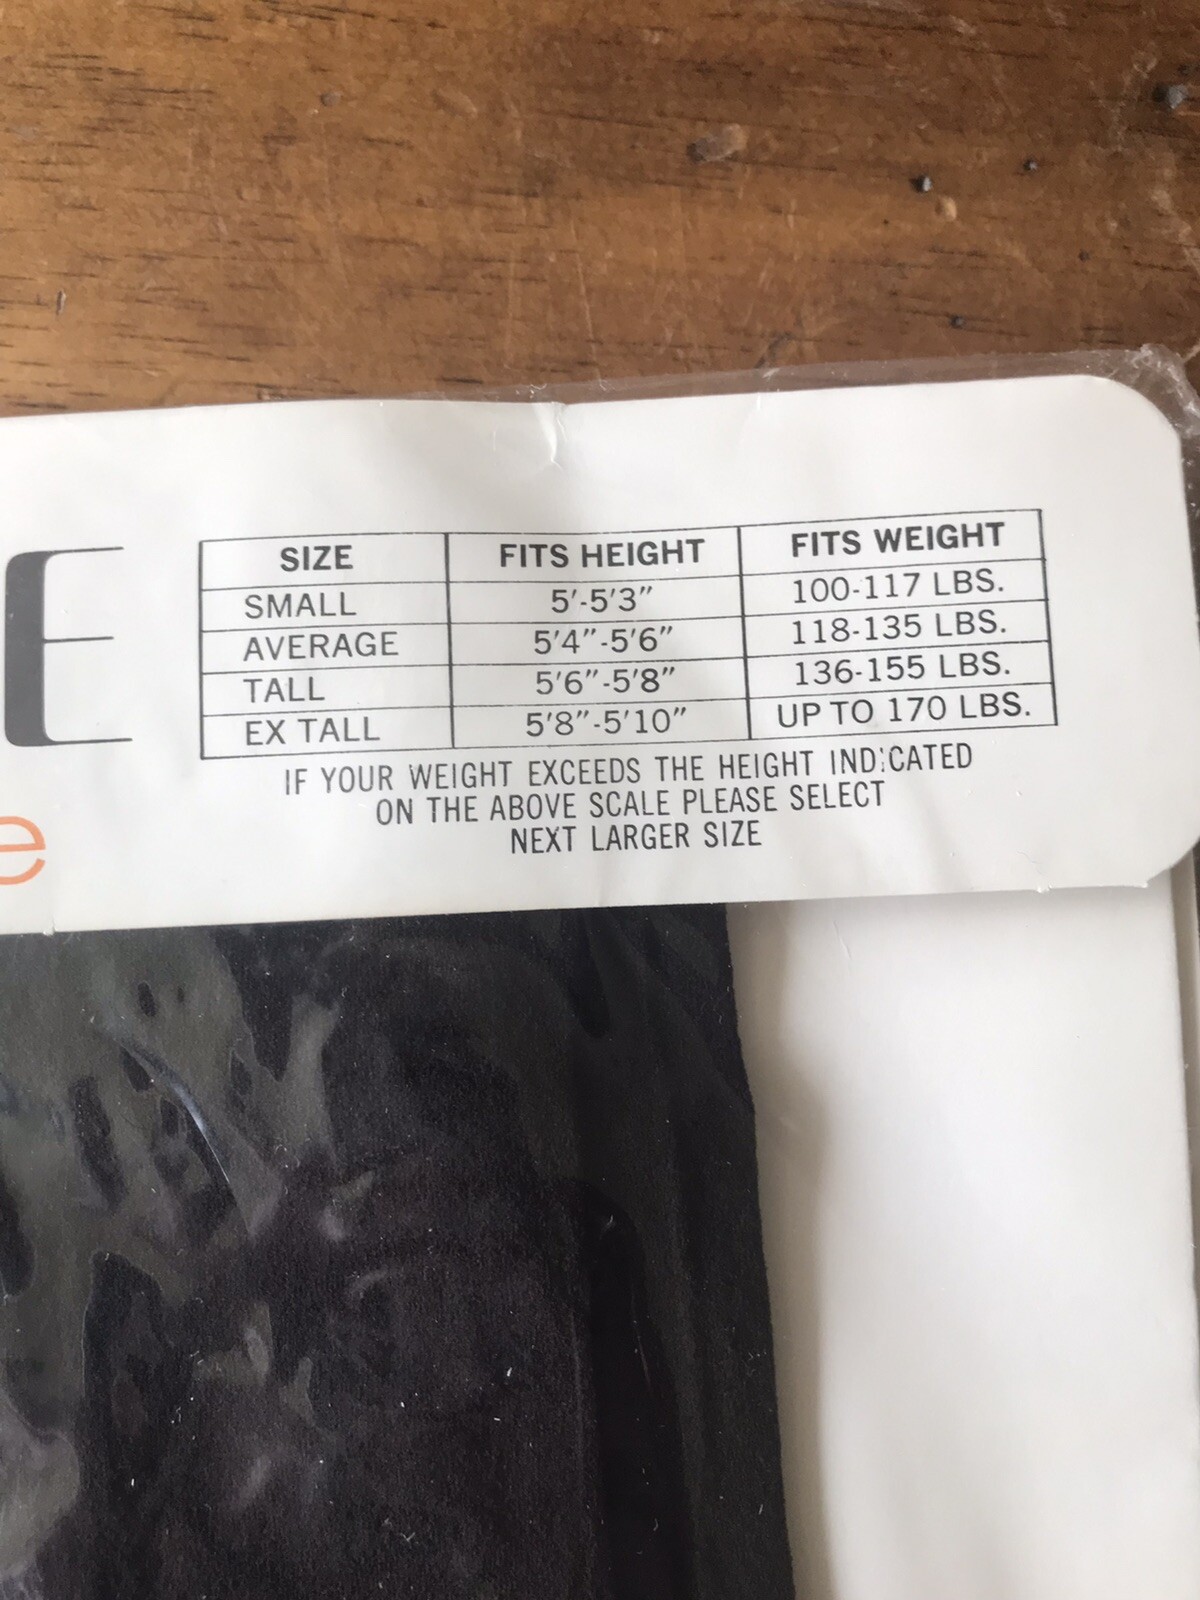 E
e
SIZE FITS HEIGHT FITS WEIGHT
SMALL 5'-5'3" 100-117 LBS.
AVERAGE 5'4"-5'6" 118-135 LBS.
TALL 5'6"-5'8" 136-155 LBS.
EX TALL 5'8"-5'10" UP TO 170 LBS.
IF YOUR WEIGHT EXCEEDS THE HEIGHT INDICATED
ON THE ABOVE SCALE PLEASE SELECT
NEXT LARGER SIZE